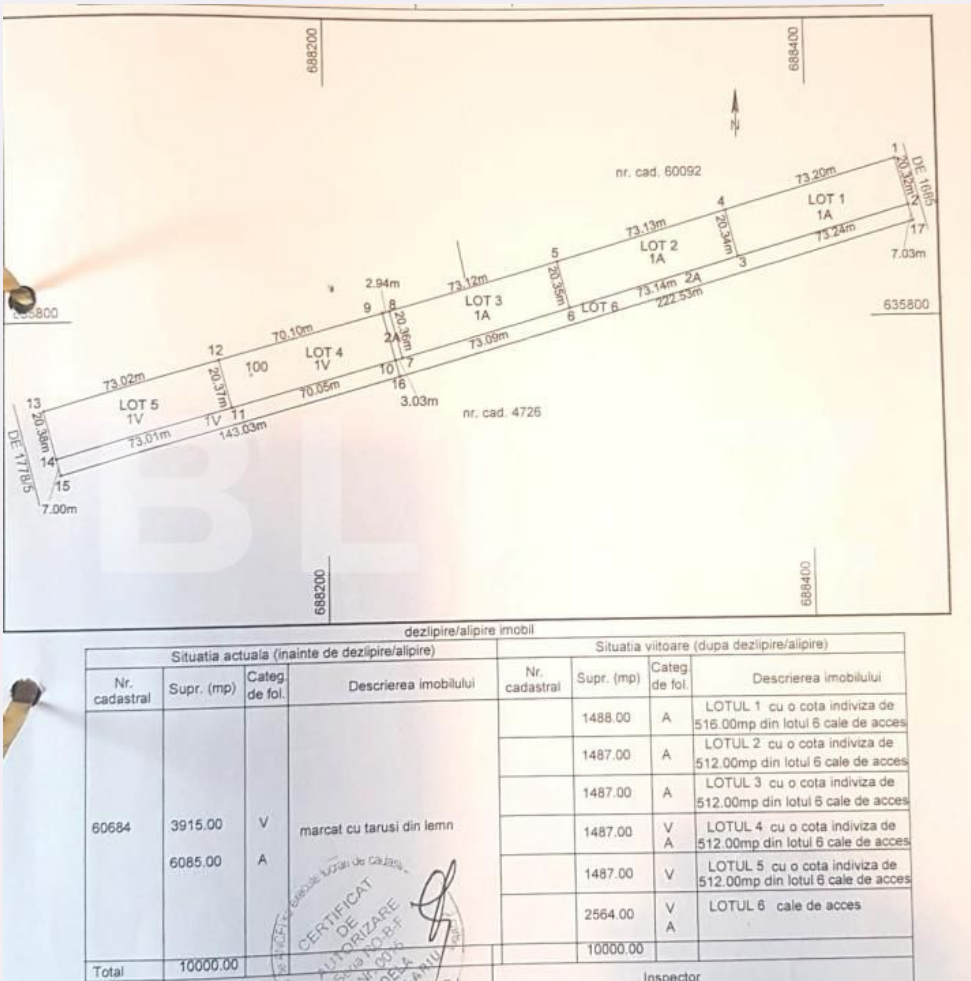 688200
688400
N
nr. cad. 60092
1
DE 1685
20.32m
2
73.20m
LOT 1
1A
17
73.24m
7.03m
4
73.13m
LOT 2
1A
20.34m
3
5
73.12m
20.35m
73.14m 2A
222.53m
6
LOT 6
2.94m
9 8
LOT 3
1A
20.36m
73.09m
635800
635800
70.10m
2A
12
LOT 4
1V
100
10 7
16
70.05m
3.03m
nr. cad. 4726
73.02m
20.37m
11
13
LOT 5
1V
1V
143.03m
73.01m
20.38m
14
DE 1778/5
15
7.00m
BL
688200
688400
dezlipire/alipire imobil
Situatia actuala (inainte de dezlipire/alipire) Situatia viitoare (dupa dezlipire/alipire)
Nr. cadastral Supr. (mp) Categ. de fol. Descrierea imobilului Nr. cadastral Supr. (mp) Categ. de fol. Descrierea imobilului
1488.00 A LOTUL 1 cu o cota indiviza de
516.00mp din lotul 6 cale de acces
1487.00 A LOTUL 2 cu o cota indiviza de
512.00mp din lotul 6 cale de acces
1487.00 A LOTUL 3 cu o cota indiviza de
512.00mp din lotul 6 cale de acces
60684 3915.00 V marcat cu tarusi din lemn
6085.00 A
1487.00 V A LOTUL 4 cu o cota indiviza de
512.00mp din lotul 6 cale de acces
1487.00 V LOTUL 5 cu o cota indiviza de
512.00mp din lotul 6 cale de acces
2564.00 V A LOTUL 6 cale de acces
Total 10000.00 10000.00
CERTIFICAT
DE
AUTORIZARE
Inspector